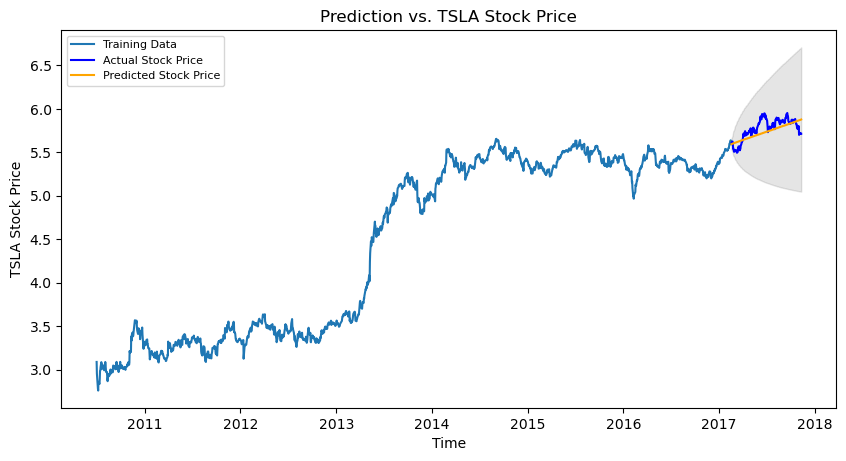 Prediction vs. TSLA Stock Price
Training Data
Actual Stock Price
Predicted Stock Price
TSLA Stock Price
6.5
6.0
5.5
5.0
4.5
4.0
3.5
3.0
2011 2012 2013 2014 2015 2016 2017 2018
Time